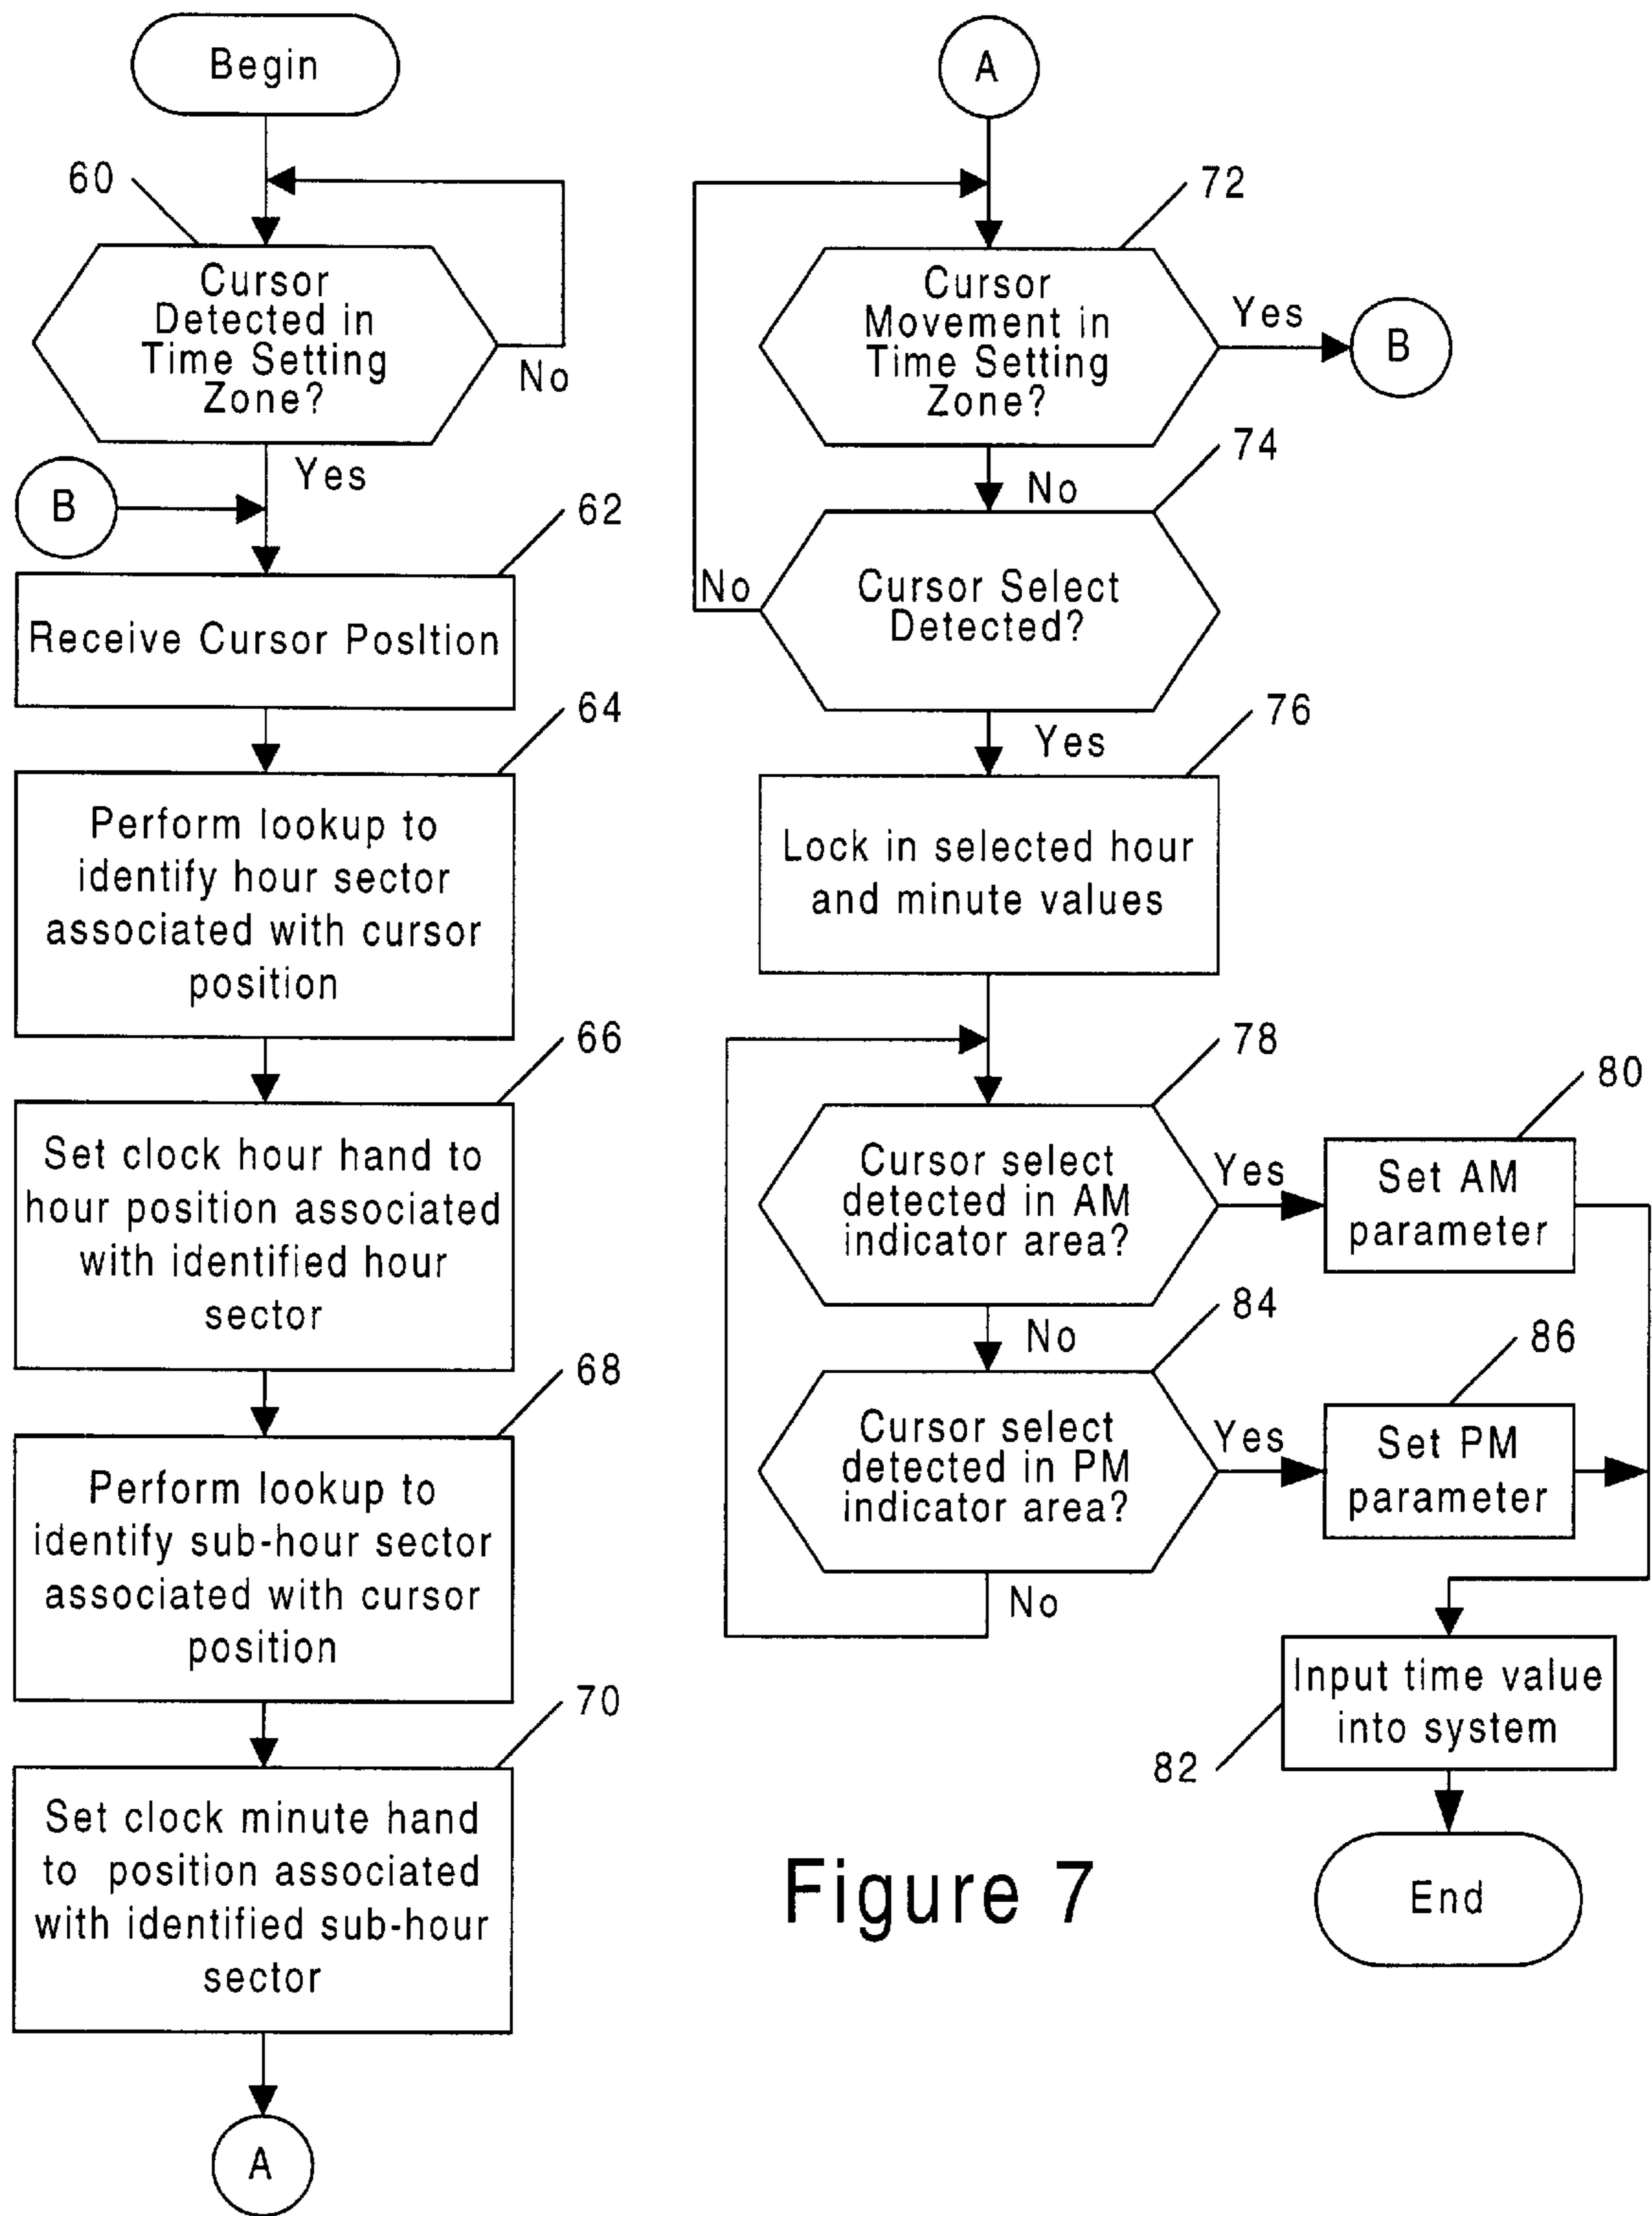 Begin
60
Cursor
Detected in
Time Setting
Zone?
No
Yes
B
62
Receive Cursor PosItion
64
Perform lookup to
identify hour sector
associated with cursor
position
66
Set clock hour hand to
hour position associated
with identified hour
sector
68
Perform lookup to
identify sub-hour sector
associated with cursor
position
70
Set clock minute hand
to position associated
with identified sub-hour
sector
A
A
72
Cursor
Movement in
Time Setting
Zone?
Yes
B
No
74
Cursor Select
Detected?
No
Yes
76
Lock in selected hour
and minute values
78
Cursor select
detected in AM
indicator area?
Yes
80
Set AM
parameter
No
84
Cursor select
detected in PM
indicator area?
Yes
86
Set PM
parameter
No
Input time value
into system
82
End
Figure 7